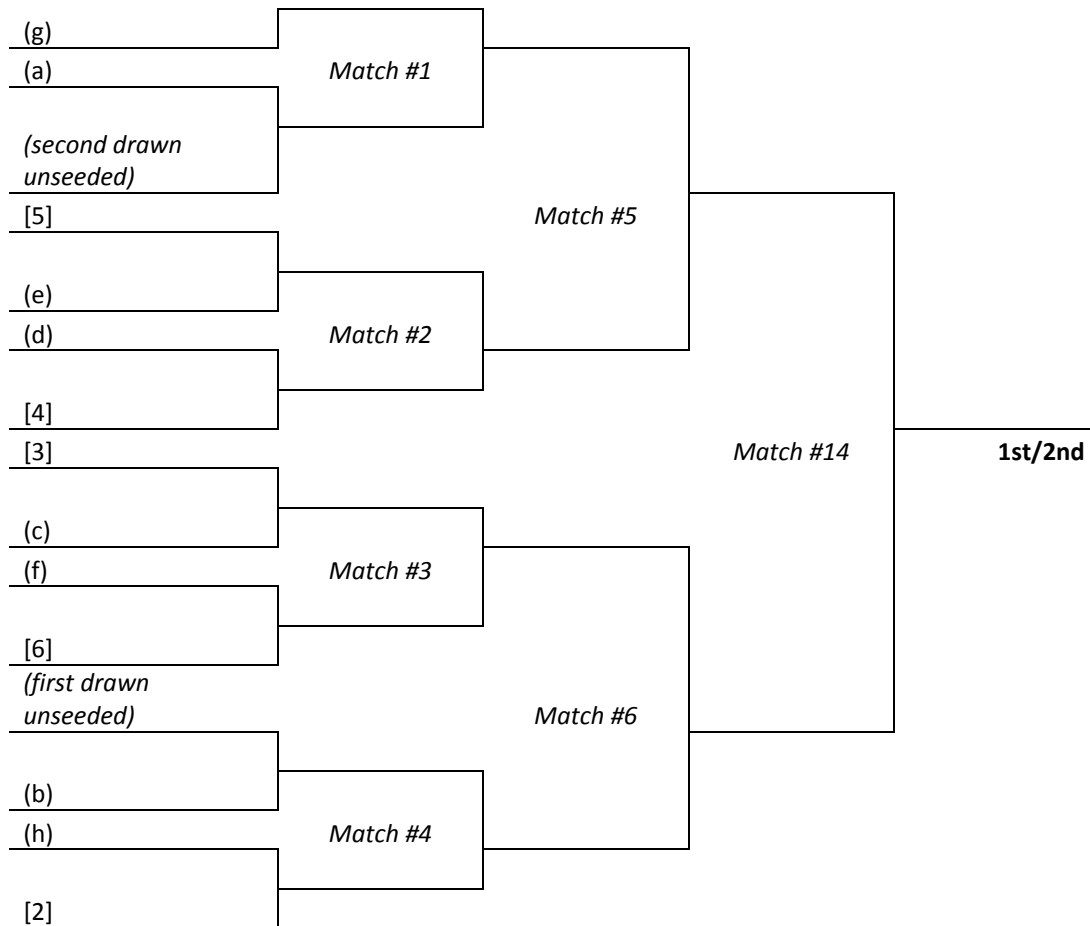 (g)
(a)
Match #1
(second drawn
unseeded)
[5]
Match #5
(e)
(d)
Match #2
[4]
[3]
Match #14
1st/2nd
(c)
(f)
Match #3
[6]
(first drawn
unseeded)
Match #6
(b)
(h)
Match #4
[2]